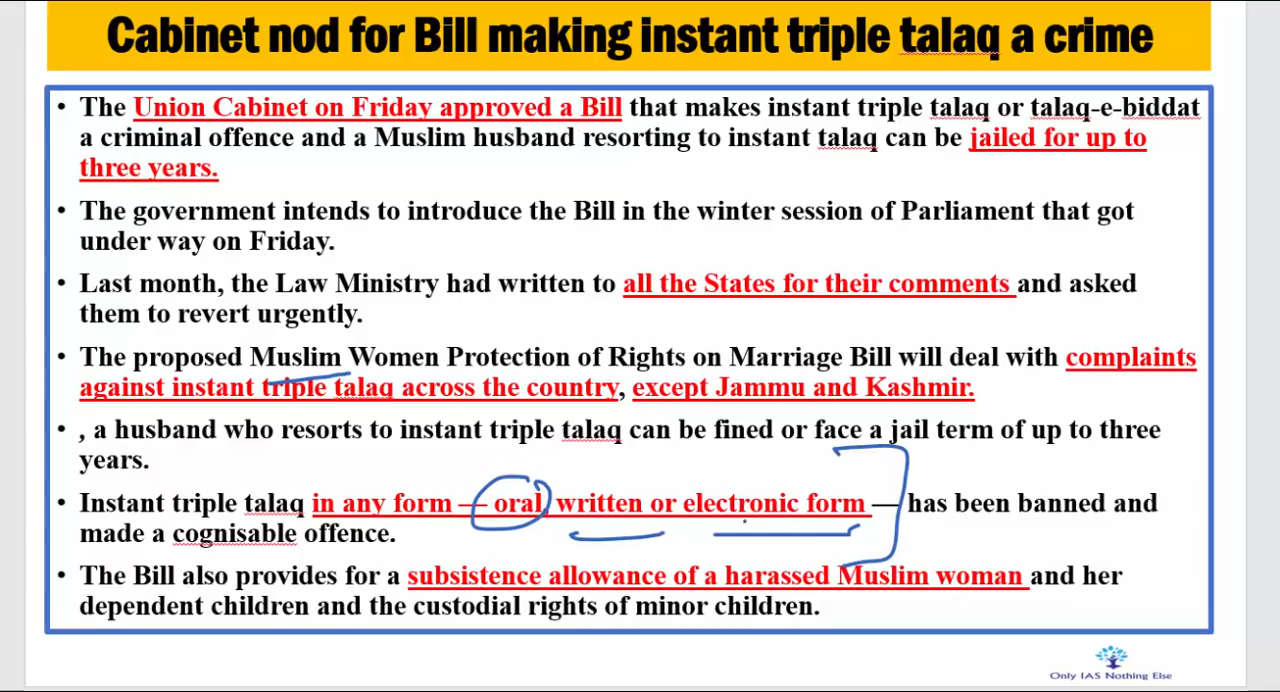 Cabinet nod for Bill making instant triple talaq a crime
• The Union Cabinet on Friday approved a Bill that makes instant triple talaq or talaq-e-biddat
a criminal offence and a Muslim husband resorting to instant talaq can be jailed for up to
three years.
• The government intends to introduce the Bill in the winter session of Parliament that got
under way on Friday.
• Last month, the Law Ministry had written to all the States for their comments and asked
them to revert urgently.
• The proposed Muslim Women Protection of Rights on Marriage Bill will deal with complaints
against instant triple talaq across the country, except Jammu and Kashmir.
• , a husband who resorts to instant triple talaq can be fined or face a jail term of up to three
years.
• Instant triple talaq in any form — oral, written or electronic form — has been banned and
made a cognisable offence.
• The Bill also provides for a subsistence allowance of a harassed Muslim woman and her
dependent children and the custodial rights of minor children.
Only IAS Nothing Else